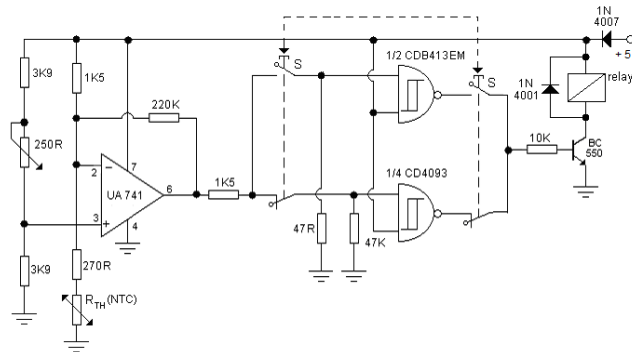 1N
4007
+ 5
3K9
1K5
S
1/2 CDB413EM
S
1N
4001
relay
220K
250R
2
7
UA 741
6
1K5
10K
BC
550
3
4
1/4 CD4093
3K9
270R
47R
47K
RTH (NTC)